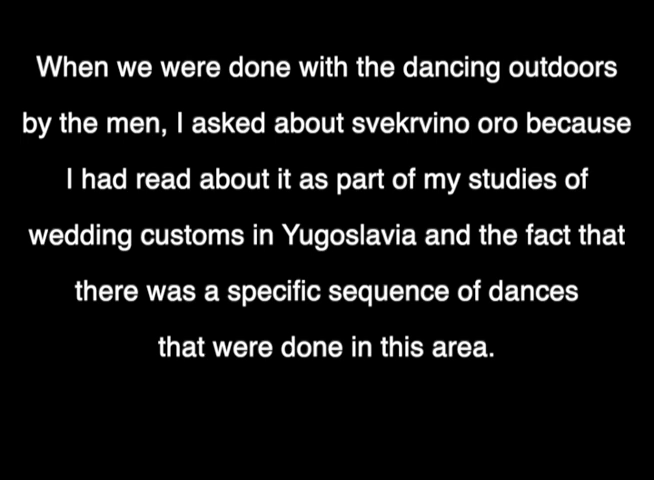 When we were done with the dancing outdoors
by the men, I asked about svekrvino oro because
I had read about it as part of my studies of
wedding customs in Yugoslavia and the fact that
there was a specific sequence of dances
that were done in this area.